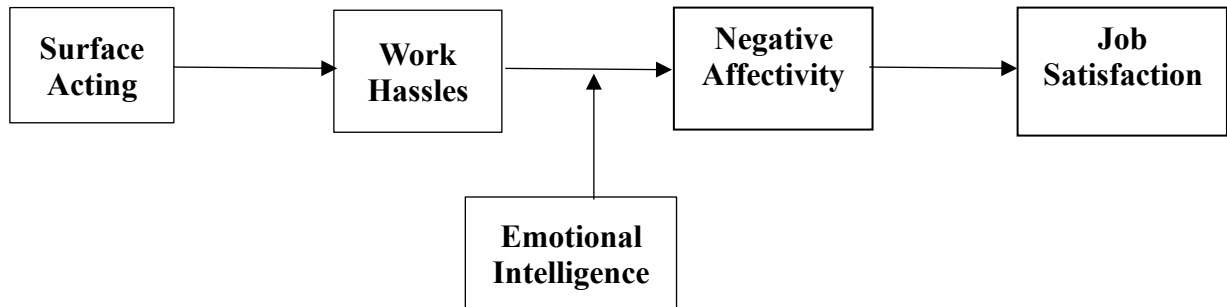 Surface
Acting
Work
Hassles
Negative
Affectivity
Job
Satisfaction
Emotional
Intelligence